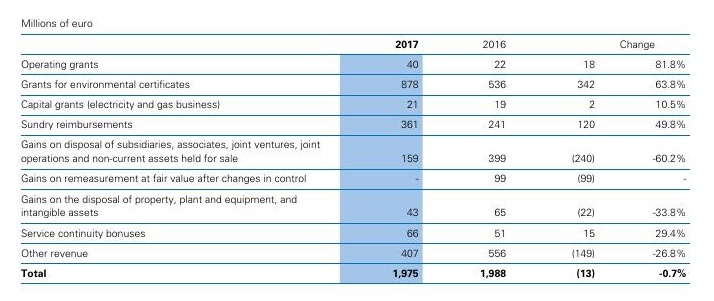 Millions of euro
2017 2016 Change
Operating grants 40 22 18 81.8%
Grants for environmental certificates 878 536 342 63.8%
Capital grants (electricity and gas business) 21 19 2 10.5%
Sundry reimbursements 361 241 120 49.8%
Gains on disposal of subsidiaries, associates, joint ventures, joint
operations and non-current assets held for sale 159 399 (240) -60.2%
Gains on remeasurement at fair value after changes in control - 99 (99) -
Gains on the disposal of property, plant and equipment, and
intangible assets 43 65 (22) -33.8%
Service continuity bonuses 66 51 15 29.4%
Other revenue 407 556 (149) -26.8%
Total 1,975 1,988 (13) -0.7%